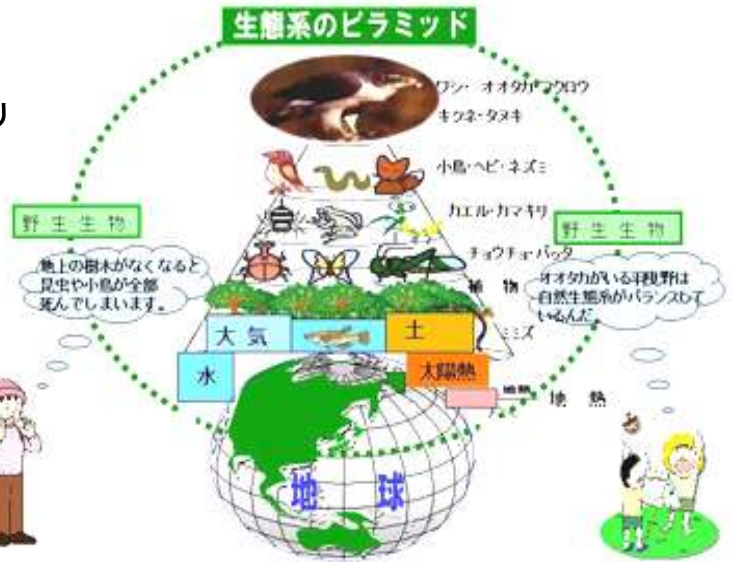 生態系のピラミッド
り
ワシ・オオタカ・フクロウ
キツネ・タヌキ
小鳥・ヘビ・ネズミ
カエル・カマキリ
野生生物
野生生物
チョウチョ・バッタ
地上の樹木がなくなると
昆虫や小鳥が全部
死んでしまいます。
植物
オオタカがいる羽曳野は
自然生態系がバランスして
いるんだ。
大気
土
ミミズ
水
太陽熱
地熱
地熱
地球